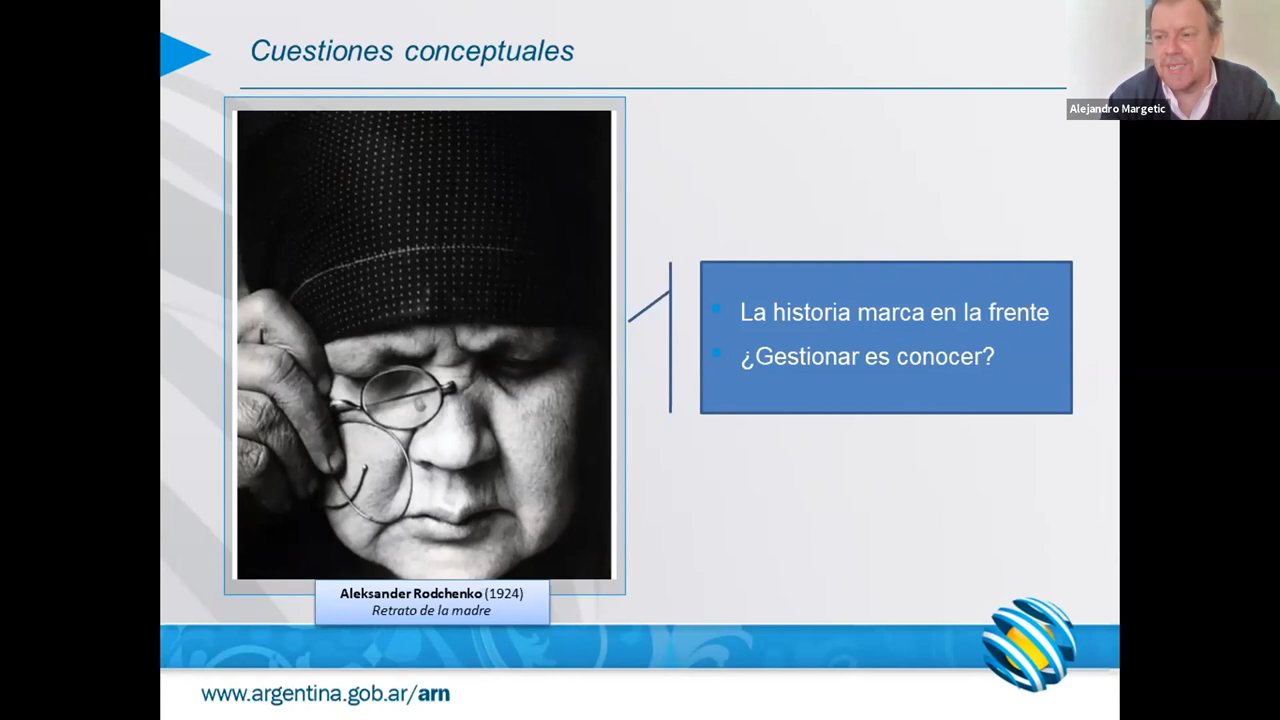 Cuestiones conceptuales
Alejandro Margetic
La historia marca en la frente
¿Gestionar es conocer?
Aleksander Rodchenko (1924)
Retrato de la madre
www.argentina.gob.ar/arn